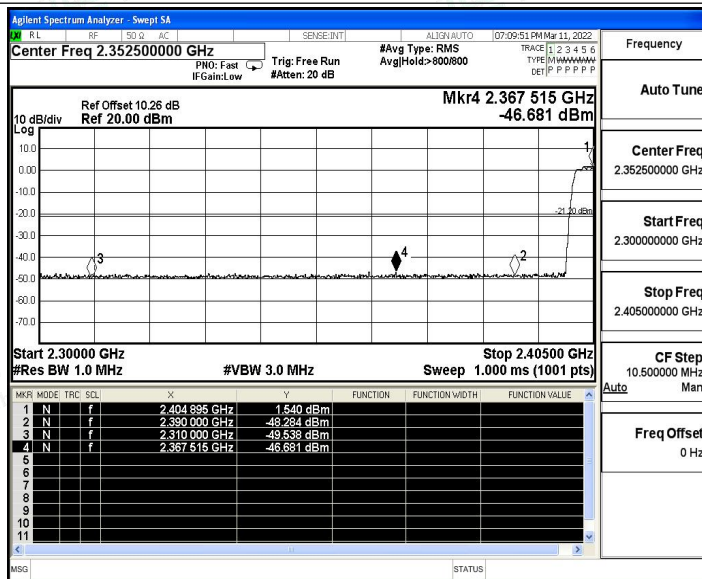 Agilent Spectrum Analyzer - Swept SA
LXI RL RF 50 Ω AC SENSE:INT ALIGN AUTO 07:09:51 PM Mar 11, 2022
Center Freq 2.352500000 GHz
#Avg Type: RMS
Avg|Hold:>800/800
TRACE 1 2 3 4 5 6
TYPE MWWWWW
DET P P P P P P
PNO: Fast
IFGain:Low
Trig: Free Run
#Atten: 20 dB
Mkr4 2.367 515 GHz
-46.681 dBm
Ref Offset 10.26 dB
10 dB/div Ref 20.00 dBm
Log
10.0
0.00
-10.0
-20.0
-30.0
-40.0
-50.0
-60.0
-70.0
1
-21.20 dBm
3
4
2
Start 2.30000 GHz Stop 2.40500 GHz
#Res BW 1.0 MHz #VBW 3.0 MHz Sweep 1.000 ms (1001 pts)
MKR MODE TRC SCL X Y FUNCTION FUNCTION WIDTH FUNCTION VALUE
1 N f 2.404 895 GHz 1.540 dBm
2 N f 2.390 000 GHz -48.284 dBm
3 N f 2.310 000 GHz -49.538 dBm
4 N f 2.367 515 GHz -46.681 dBm
5
6
7
8
9
10
11
MSG STATUS
Frequency
Auto Tune
Center Freq
2.352500000 GHz
Start Freq
2.300000000 GHz
Stop Freq
2.405000000 GHz
CF Step
10.500000 MHz
Auto Man
Freq Offset
0 Hz